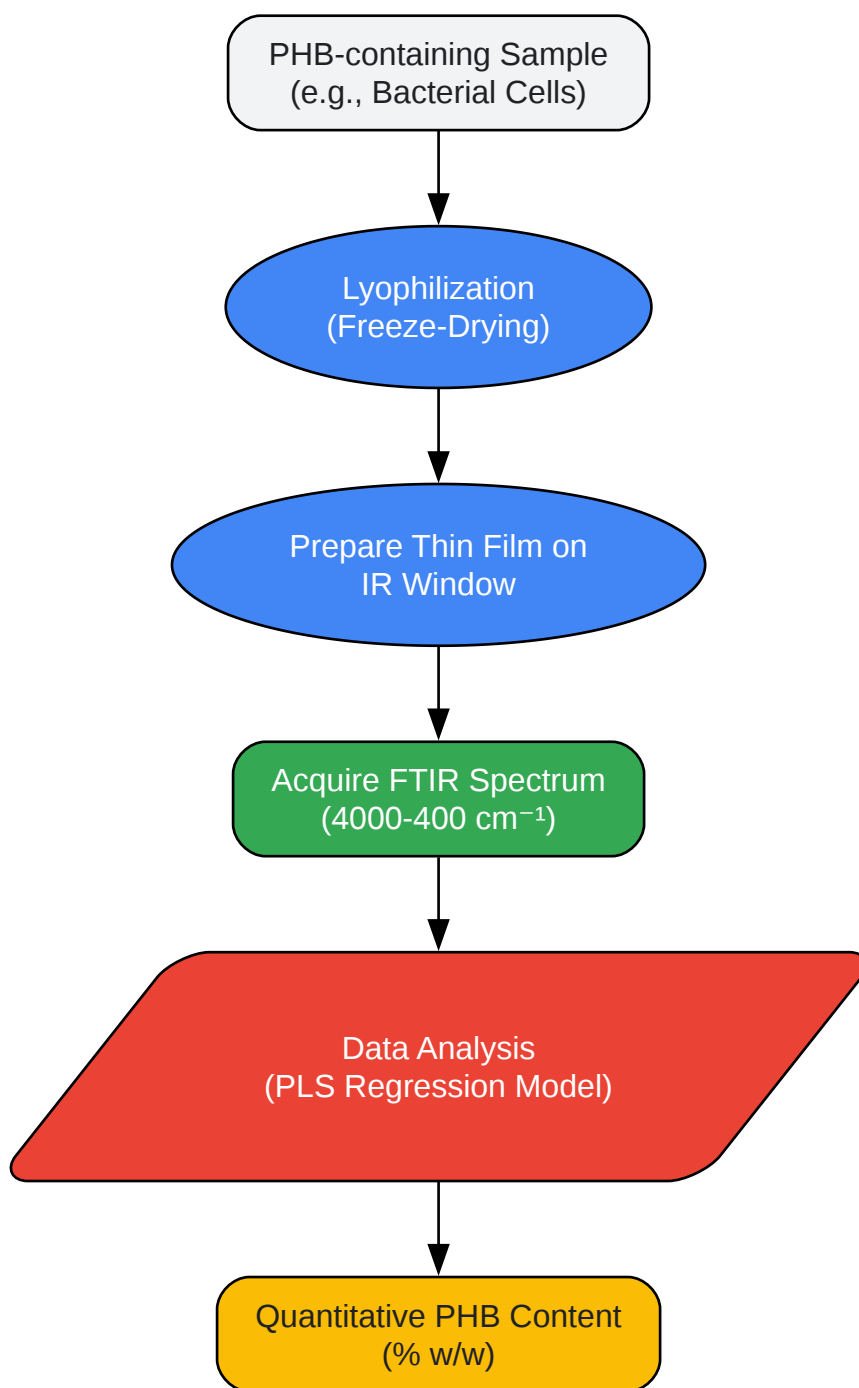 PHB-containing Sample
(e.g., Bacterial Cells)
Lyophilization
(Freeze-Drying)
Prepare Thin Film on
IR Window
Acquire FTIR Spectrum
(4000-400 cm⁻¹)
Data Analysis
(PLS Regression Model)
Quantitative PHB Content
(% w/w)